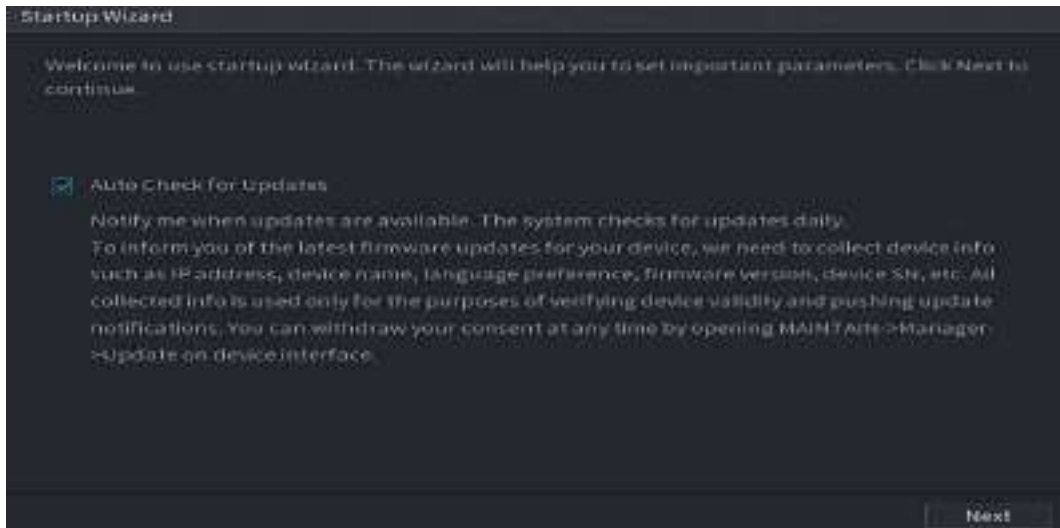 Startup Wizard
Welcome to use startup wizard. The wizard will help you to set important parameters. Click Next to
continue.
Auto Check for Updates
Notify me when updates are available. The system checks for updates daily.
To inform you of the latest firmware updates for your device, we need to collect device info
such as IP address, device name, language preference, firmware version, device SN, etc. All
collected info is used only for the purposes of verifying device validity and pushing update
notifications. You can withdraw your consent at any time by opening MAINTAIN->Manager-
>Update on device interface.
Next